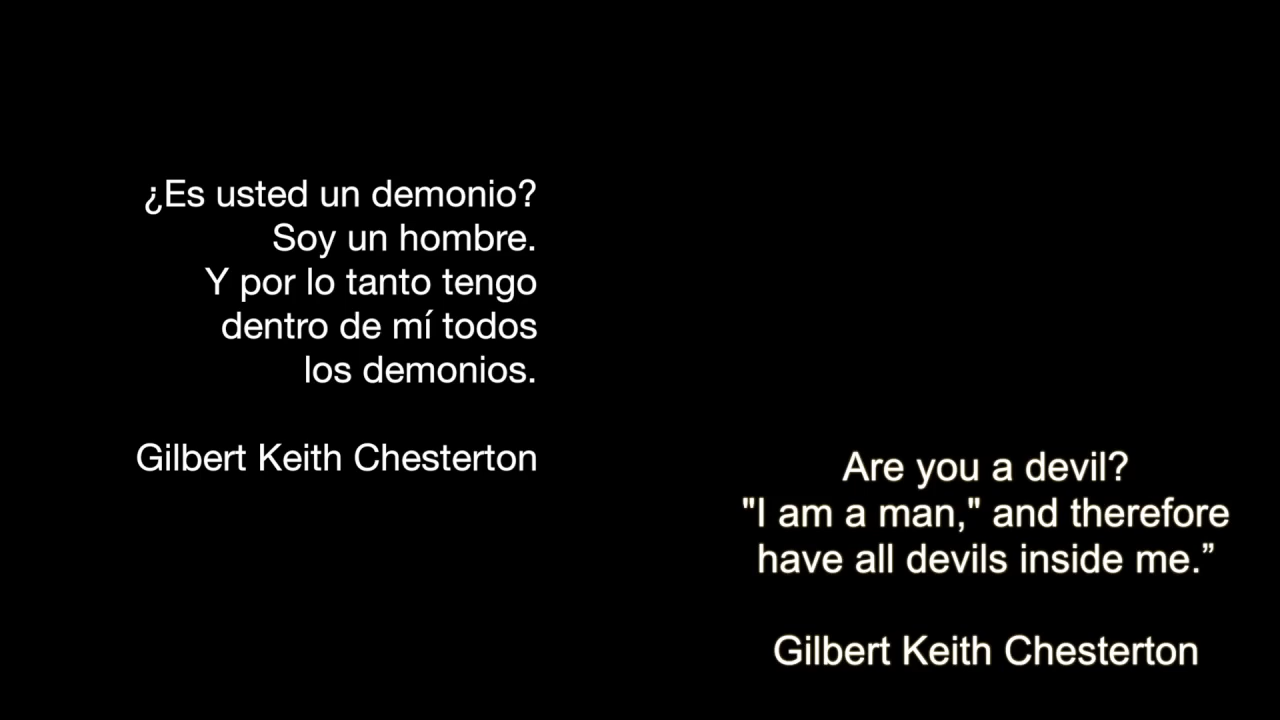 ¿Es usted un demonio?
Soy un hombre.
Y por lo tanto tengo
dentro de mí todos
los demonios.
Gilbert Keith Chesterton
Are you a devil?
"I am a man," and therefore
have all devils inside me.”
Gilbert Keith Chesterton